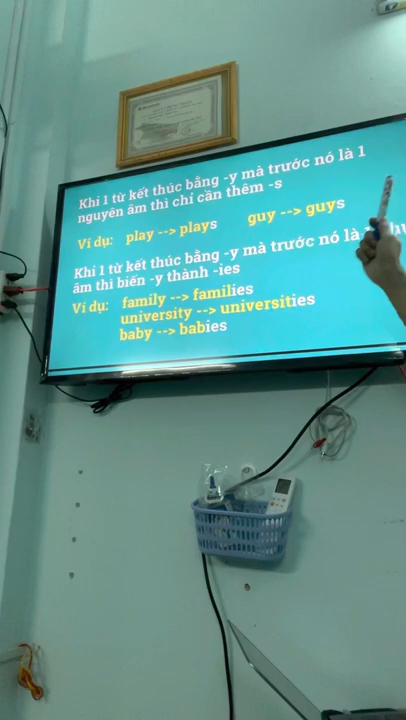 Khi 1 từ kết thúc bằng -y mà trước nó là 1
nguyên âm thì chỉ cần thêm -s
Ví dụ: play --> plays guy --> guys
Khi 1 từ kết thúc bằng -y mà trước nó là
âm thì biến -y thành -ies
Ví dụ: family --> families
university --> universities
baby --> babies